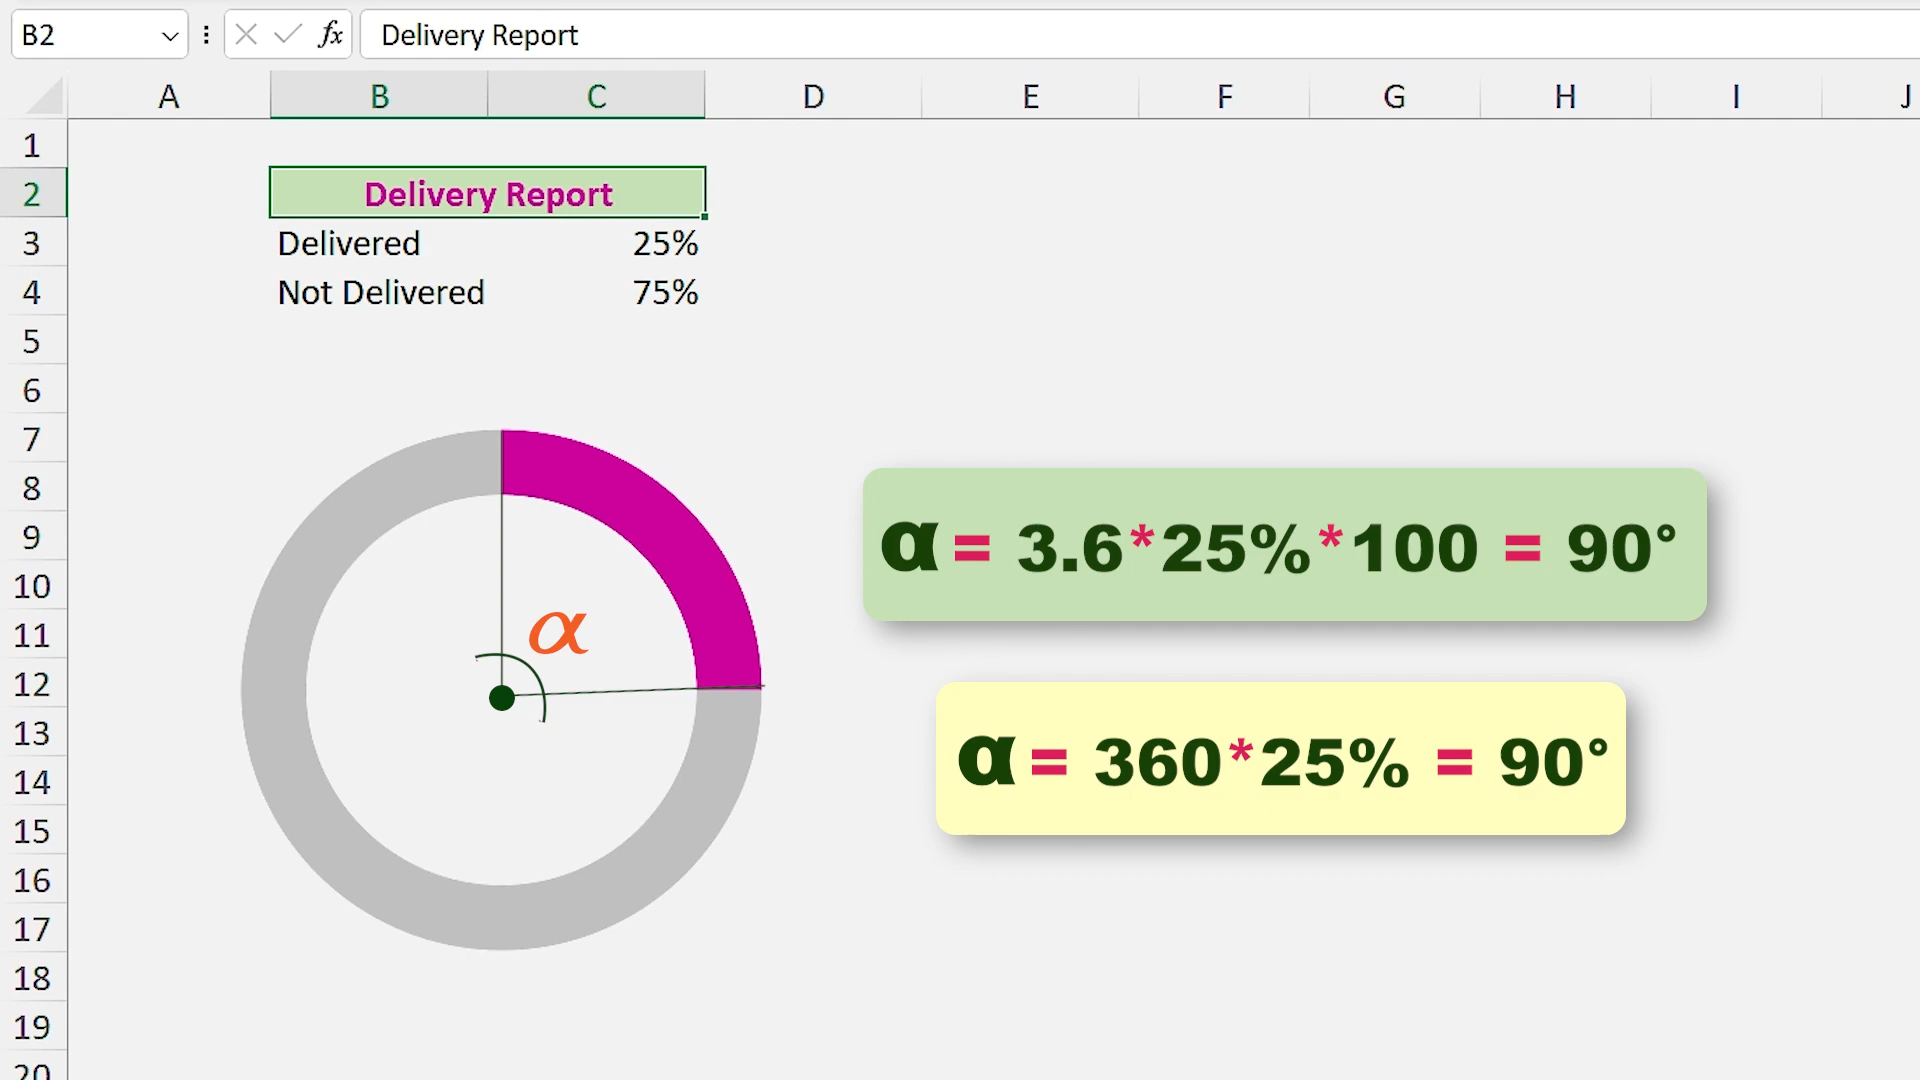 B2 fx Delivery Report
A B C D E F G H I J
1
2 Delivery Report
3 Delivered 25%
4 Not Delivered 75%
5
6
7
8
9 α = 3.6*25%*100 = 90°
10
11 α
12
13 α = 360*25% = 90°
14
15
16
17
18
19
20